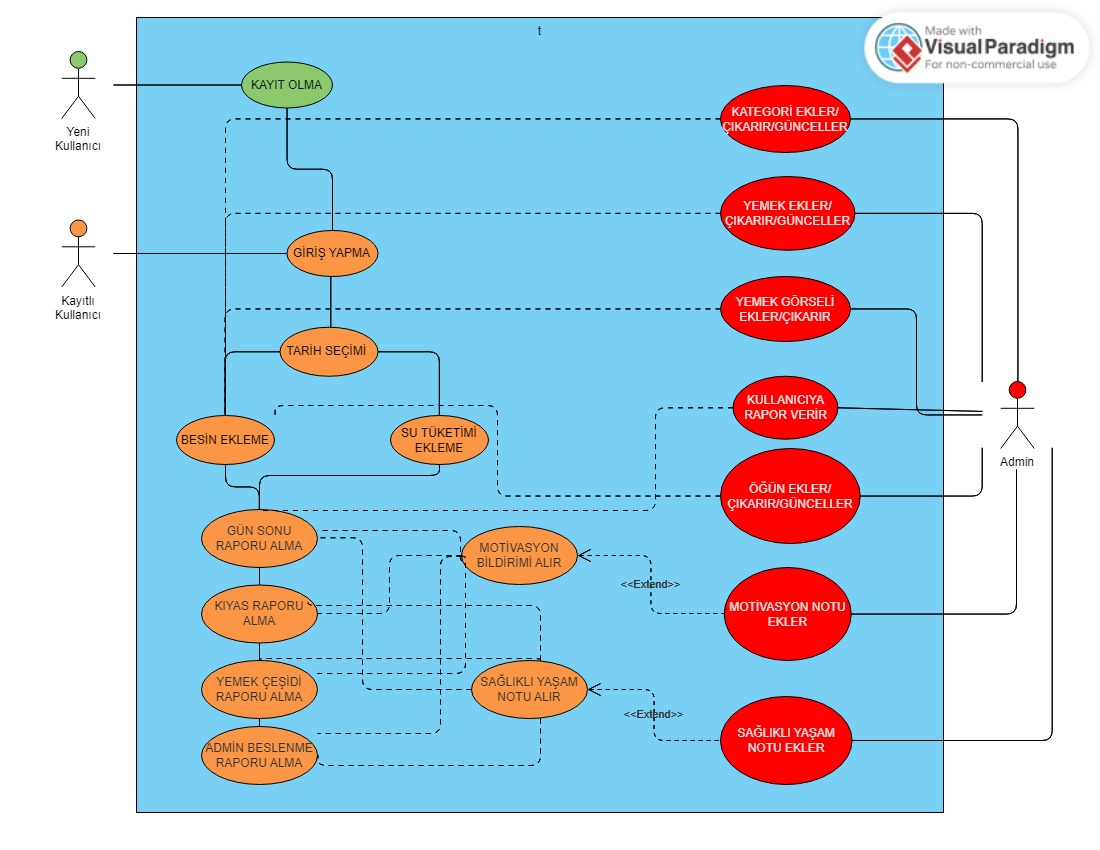 t
Made with
Visual Paradigm
For non-commercial use
Yeni
Kullanıcı
KAYIT OLMA
KATEGORİ EKLER/
ÇIKARIR/GÜNCELLER
YEMEK EKLER/
ÇIKARIR/GÜNCELLER
Kayıtlı
Kullanıcı
GİRİŞ YAPMA
YEMEK GÖRSELİ
EKLER/ÇIKARIR
TARİH SEÇİMİ
KULLANICIYA
RAPOR VERİR
BESİN EKLEME
SU TÜKETİMİ
EKLEME
Admin
ÖĞÜN EKLER/
ÇIKARIR/GÜNCELLER
GÜN SONU
RAPORU ALMA
MOTİVASYON
BİLDİRİMİ ALIR
<<Extend>>
KIYAS RAPORU
ALMA
MOTİVASYON NOTU
EKLER
YEMEK ÇEŞİDİ
RAPORU ALMA
SAĞLIKLI YAŞAM
NOTU ALIR
<<Extend>>
ADMİN BESLENME
RAPORU ALMA
SAĞLIKLI YAŞAM
NOTU EKLER